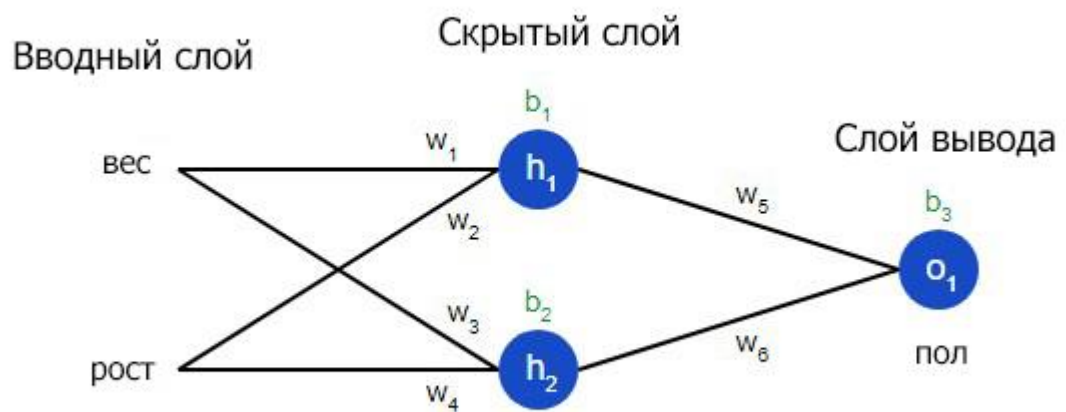 Вводный слой
Скрытый слой
Слой вывода
вес
рост
w₁
w₂
w₃
w₄
b₁
h₁
b₂
h₂
w₅
w₆
b₃
o₁
пол